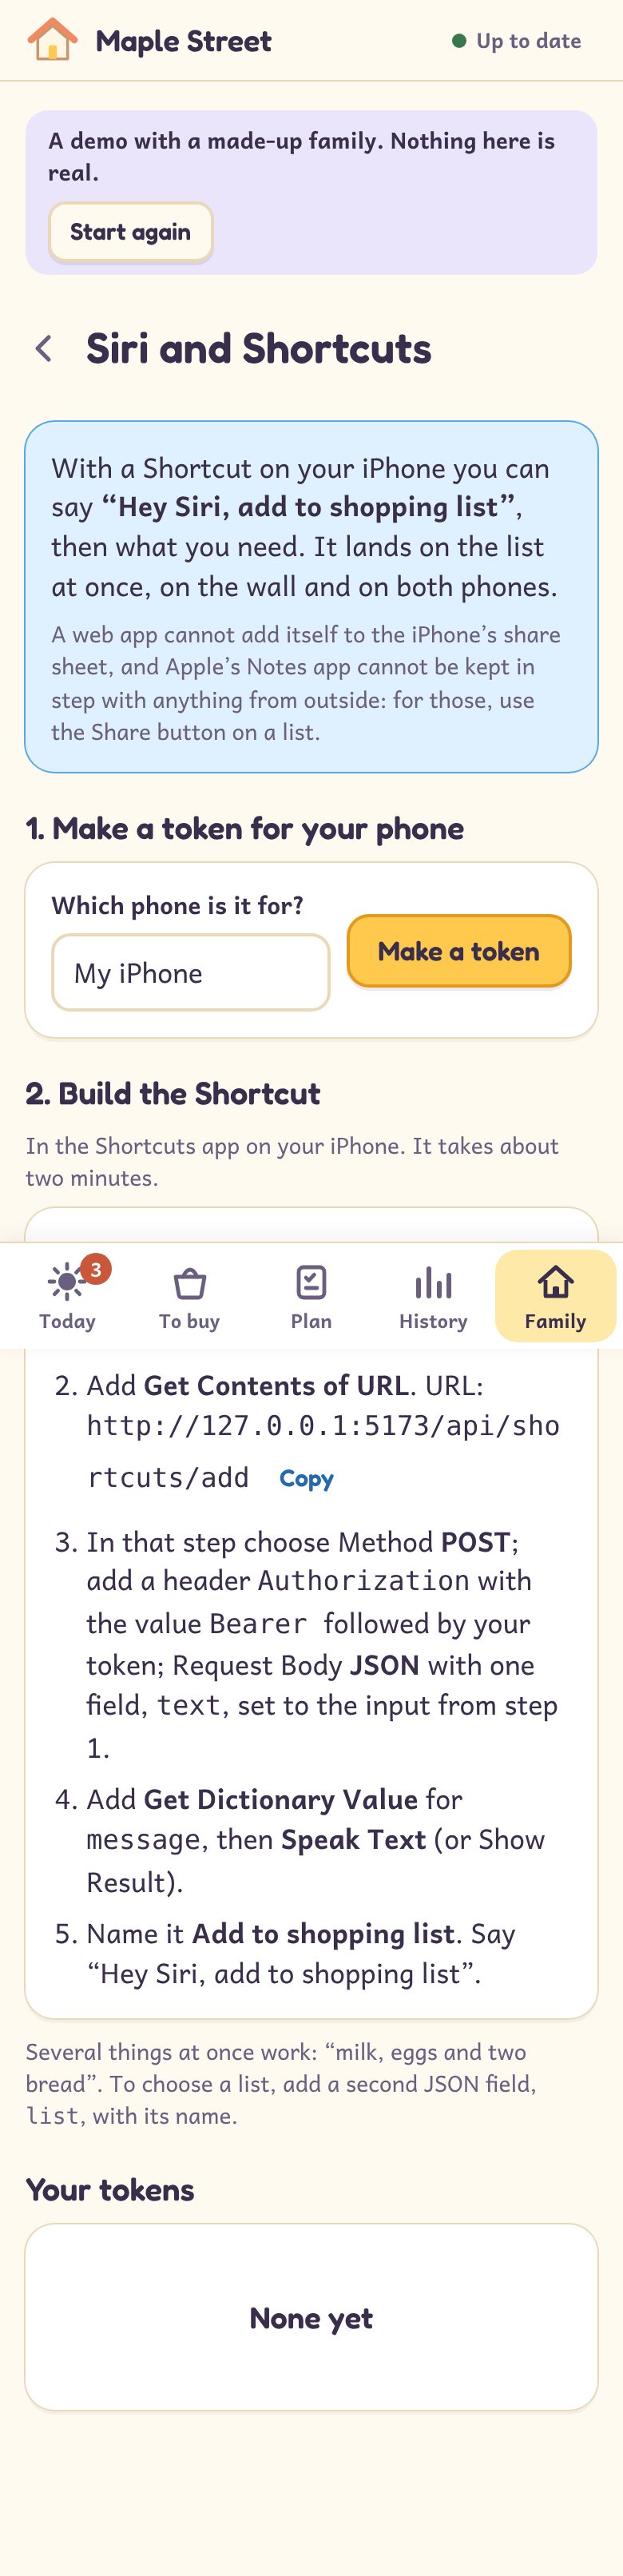 Maple Street
Up to date
A demo with a made-up family. Nothing here is
real.
Start again
Siri and Shortcuts
With a Shortcut on your iPhone you can
say “Hey Siri, add to shopping list”,
then what you need. It lands on the list
at once, on the wall and on both phones.
A web app cannot add itself to the iPhone’s share
sheet, and Apple’s Notes app cannot be kept in
step with anything from outside: for those, use
the Share button on a list.
1. Make a token for your phone
Which phone is it for?
My iPhone
Make a token
2. Build the Shortcut
In the Shortcuts app on your iPhone. It takes about
two minutes.
3
Today
To buy
Plan
History
Family
2. Add Get Contents of URL. URL:
http://127.0.0.1:5173/api/sho
rtcuts/add Copy
3. In that step choose Method POST;
add a header Authorization with
the value Bearer followed by your
token; Request Body JSON with one
field, text, set to the input from step
1.
4. Add Get Dictionary Value for
message, then Speak Text (or Show
Result).
5. Name it Add to shopping list. Say
“Hey Siri, add to shopping list”.
Several things at once work: “milk, eggs and two
bread”. To choose a list, add a second JSON field,
list, with its name.
Your tokens
None yet